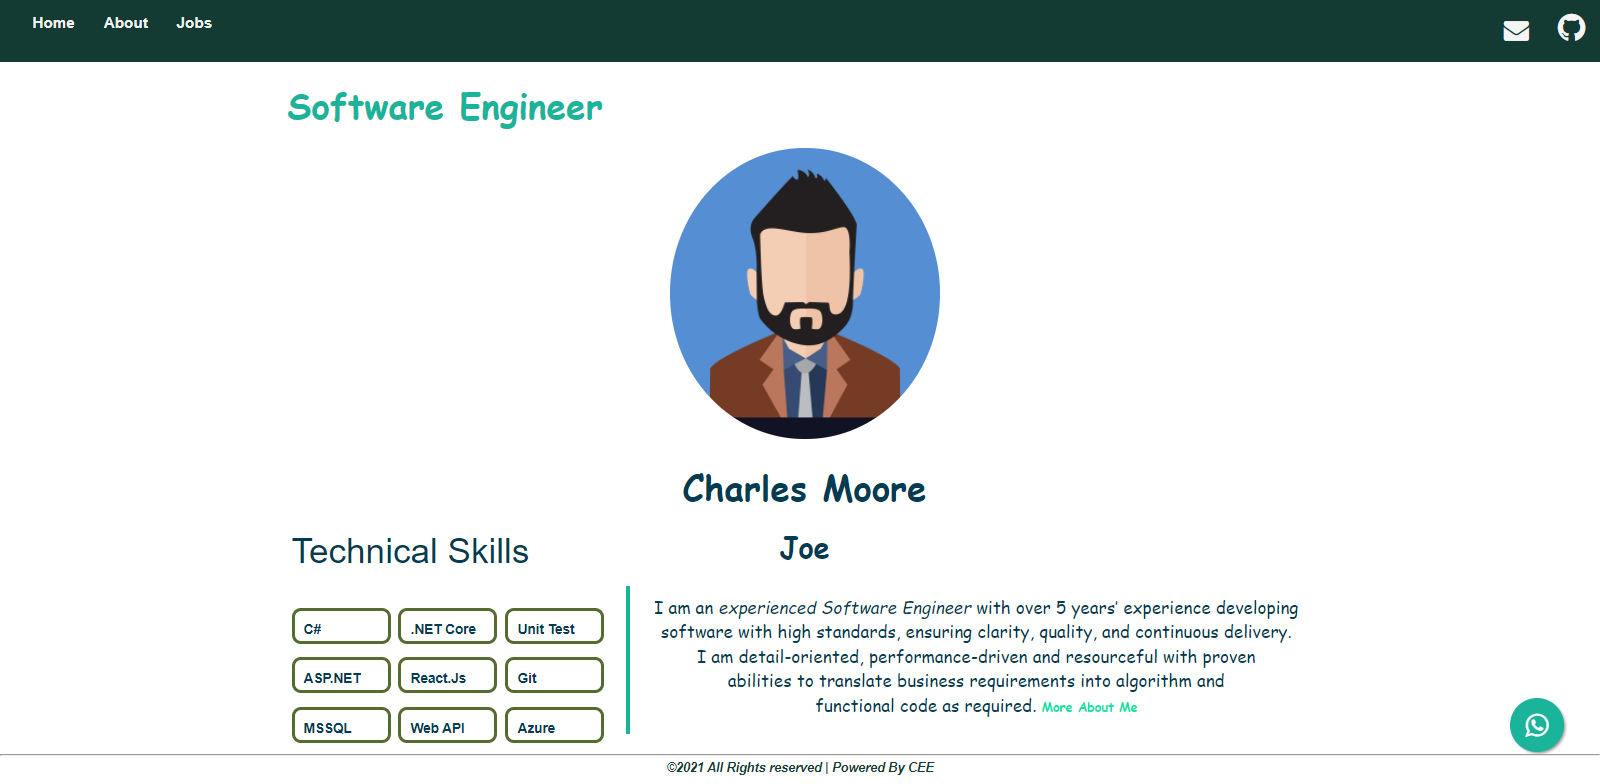 Home About Jobs
Software Engineer
Charles Moore
Joe
Technical Skills
C# .NET Core Unit Test
ASP.NET React.Js Git
MSSQL Web API Azure
I am an experienced Software Engineer with over 5 years’ experience developing
software with high standards, ensuring clarity, quality, and continuous delivery.
I am detail-oriented, performance-driven and resourceful with proven
abilities to translate business requirements into algorithm and
functional code as required. More About Me
©2021 All Rights reserved | Powered By CEE